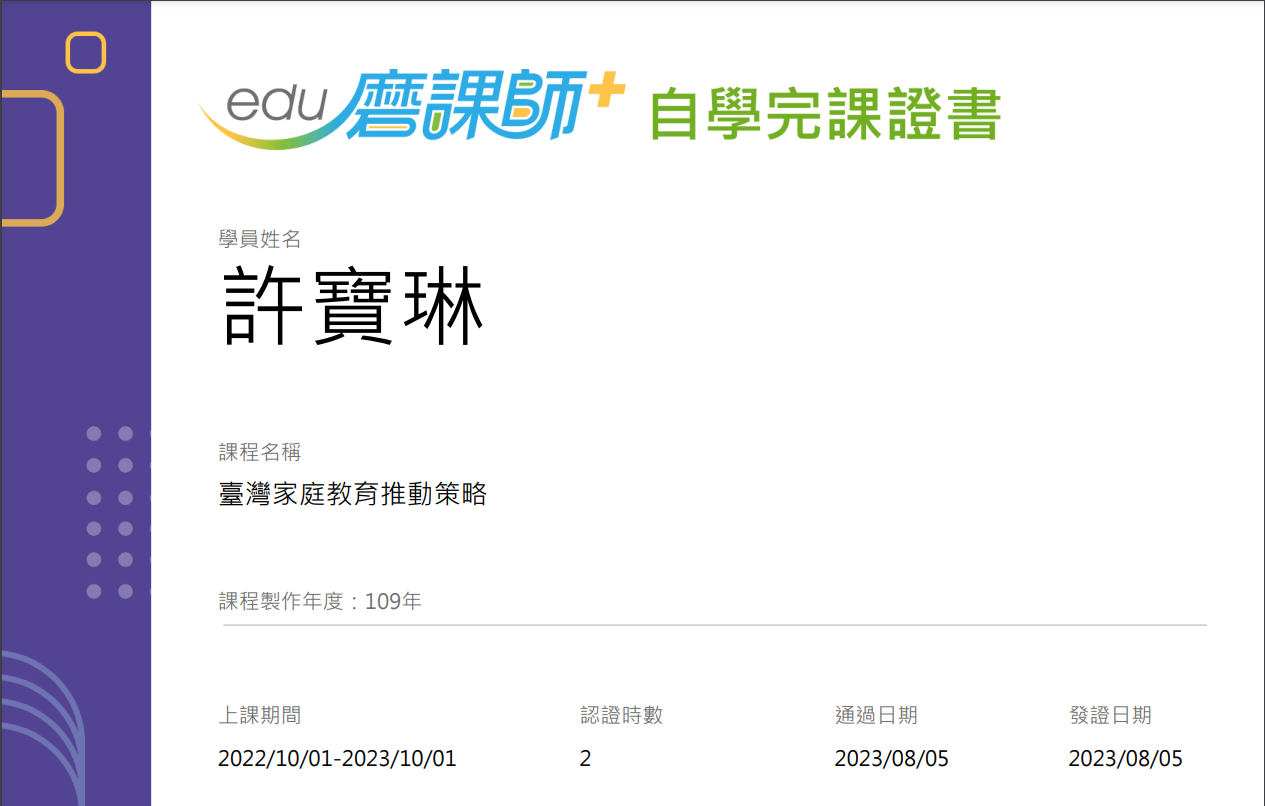 edu磨課師+ 自學完課證書
學員姓名
許寶琳
課程名稱
臺灣家庭教育推動策略
課程製作年度：109年
上課期間 認證時數 通過日期 發證日期
2022/10/01-2023/10/01 2 2023/08/05 2023/08/05